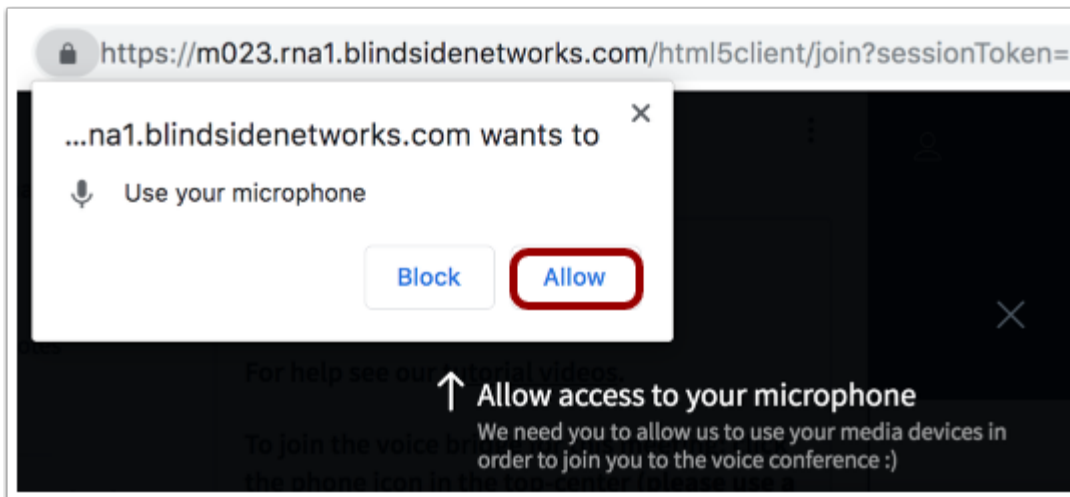 https://m023.rna1.blindsidenetworks.com/html5client/join?sessionToken=
...na1.blindsidenetworks.com wants to
Use your microphone
Block
Allow
For help see our tutorial videos.
Allow access to your microphone
We need you to allow us to use your media devices in
order to join you to the voice conference :)
To join the voice
the phone icon in the top-center (please use a